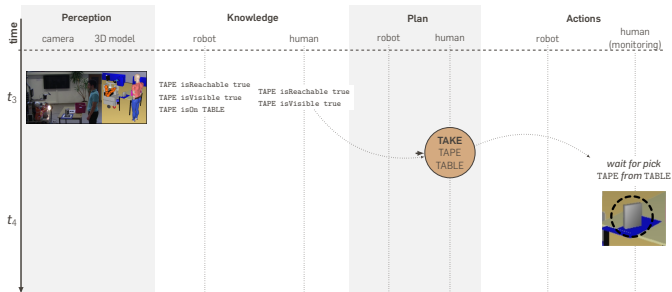 Perception Knowledge Plan Actions
time
camera 3D model robot human robot human robot human
(monitoring)
t3
TAPE isReachable true
TAPE isVisible true
TAPE isOn TABLE
TAPE isReachable true
TAPE isVisible true
TAKE
TAPE
TABLE
wait for pick
TAPE from TABLE
t4